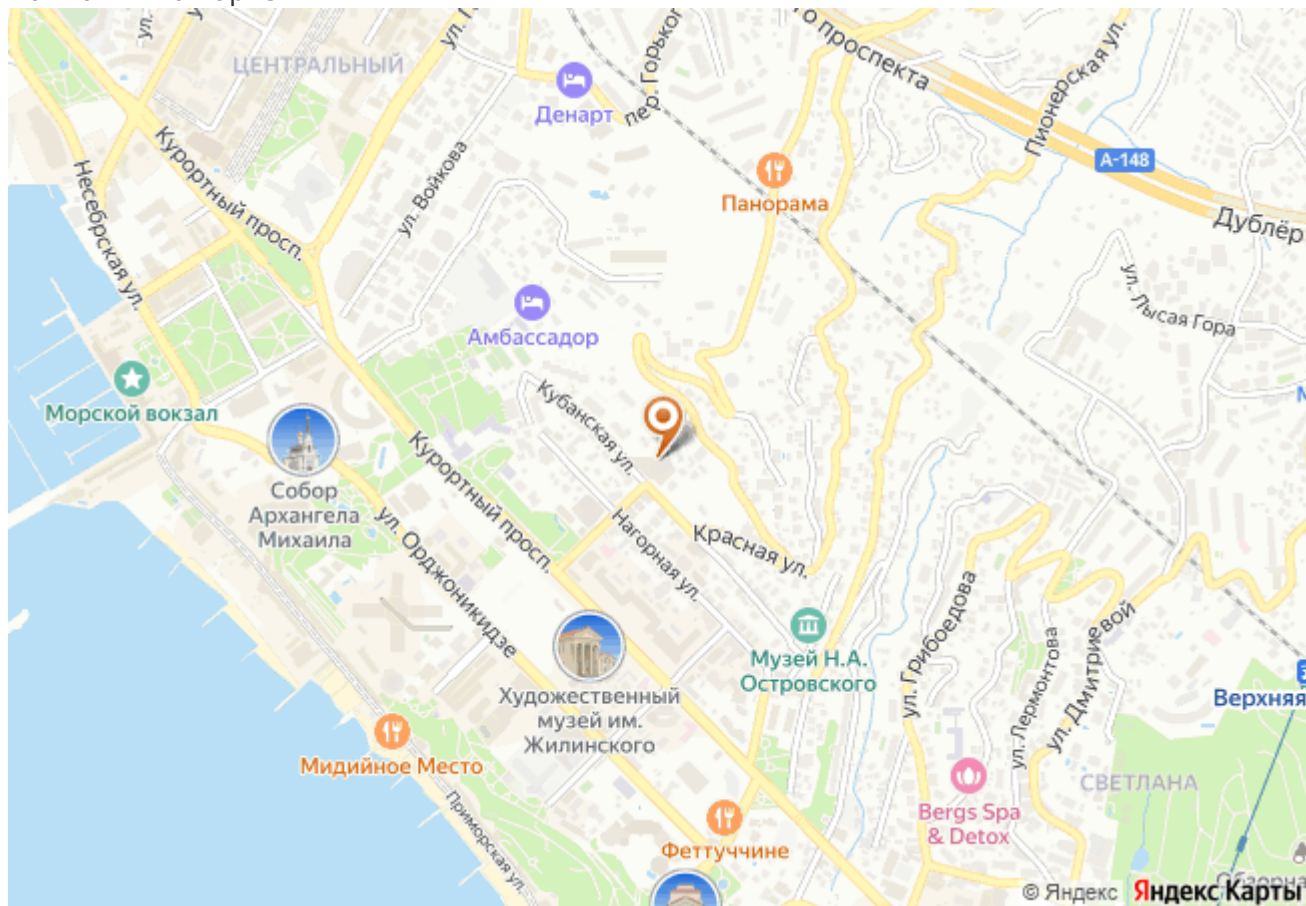 ул.
ул.
ЦЕНТРАЛЬНЫЙ
Денарт
пер. Горького
го проспекта
Пионерская ул.
А-148
Дублёр
Панорама
Курортный просп.
ул. Войкова
Несебрская ул.
ул. Лысая Гора
Амбассадор
Морской вокзал
Кубанская ул.
Курортный просп.
Собор
Архангела
Михаила
ул. Орджоникидзе
Нагорная ул.
Красная ул.
Музей Н.А.
Островского
ул. Грибоедова
ул. Лермонтова
ул. Дмитриевой
Верхняя
Художественный
музей им.
Жилинского
Мидийное Место
Приморская ул.
СВЕТЛАНА
Bergs Spa
& Detox
Феттуччине
© Яндекс Яндекс Карты